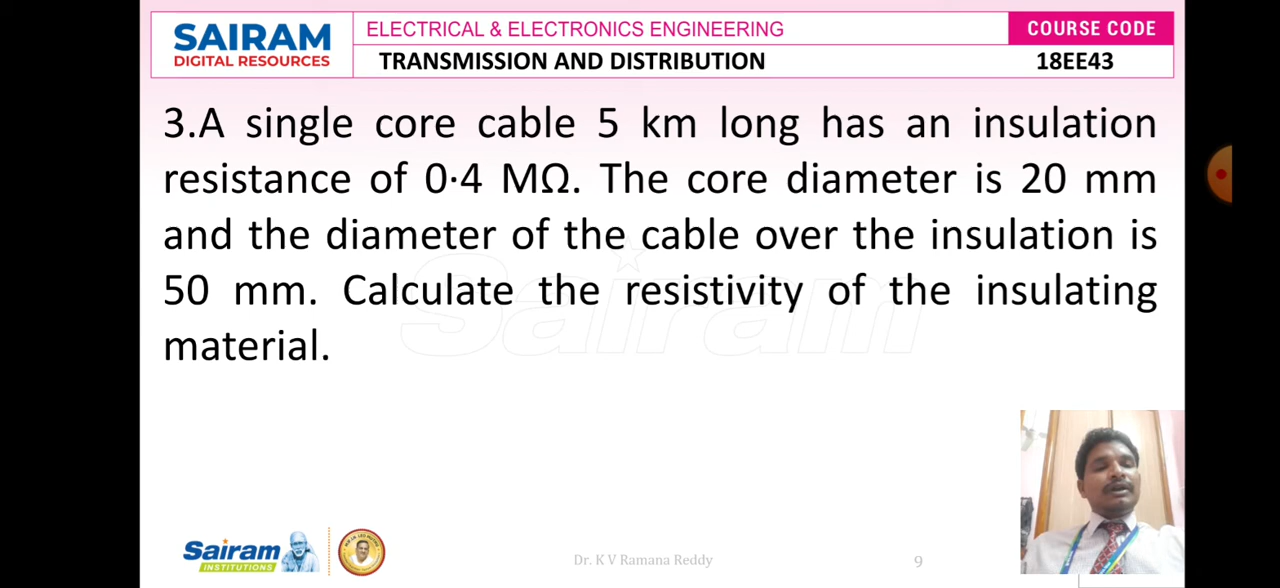 SAIRAM
DIGITAL RESOURCES
ELECTRICAL & ELECTRONICS ENGINEERING
COURSE CODE
TRANSMISSION AND DISTRIBUTION
18EE43
3.A single core cable 5 km long has an insulation
resistance of 0·4 MΩ. The core diameter is 20 mm
and the diameter of the cable over the insulation is
50 mm. Calculate the resistivity of the insulating
material.
Sairam
Sairam
INSTITUTIONS
Dr. K V Ramana Reddy
9